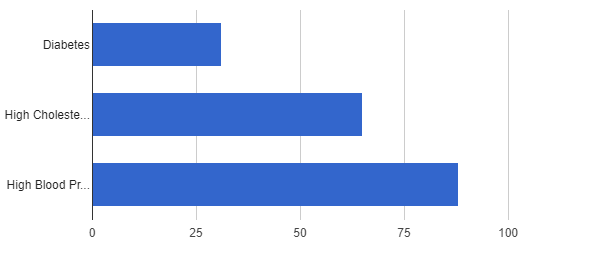 Diabetes
High Choleste...
High Blood Pr...
0 25 50 75 100